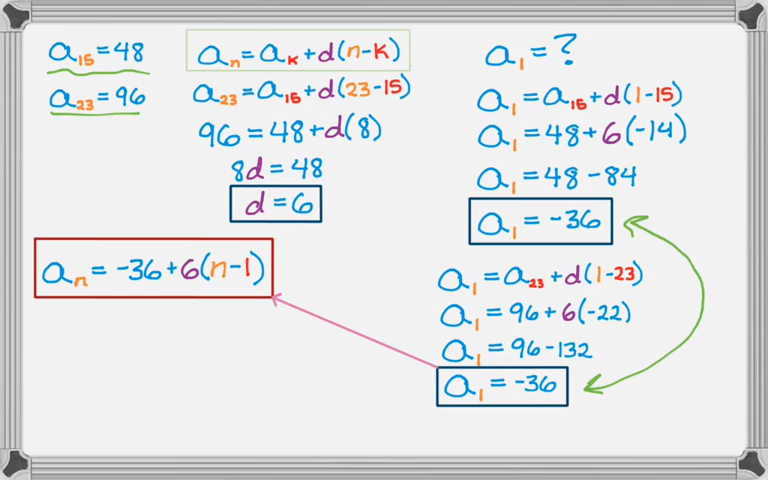 a₁₅ = 48
a₂₃ = 96
aₙ = aₖ + d(n-k)
a₂₃ = a₁₅ + d(23-15)
96 = 48 + d(8)
8d = 48
d = 6
aₙ = -36 + 6(n-1)
a₁ = ?
a₁ = a₁₅ + d(1-15)
a₁ = 48 + 6(-14)
a₁ = 48 - 84
a₁ = -36
a₁ = a₂₃ + d(1-23)
a₁ = 96 + 6(-22)
a₁ = 96 - 132
a₁ = -36